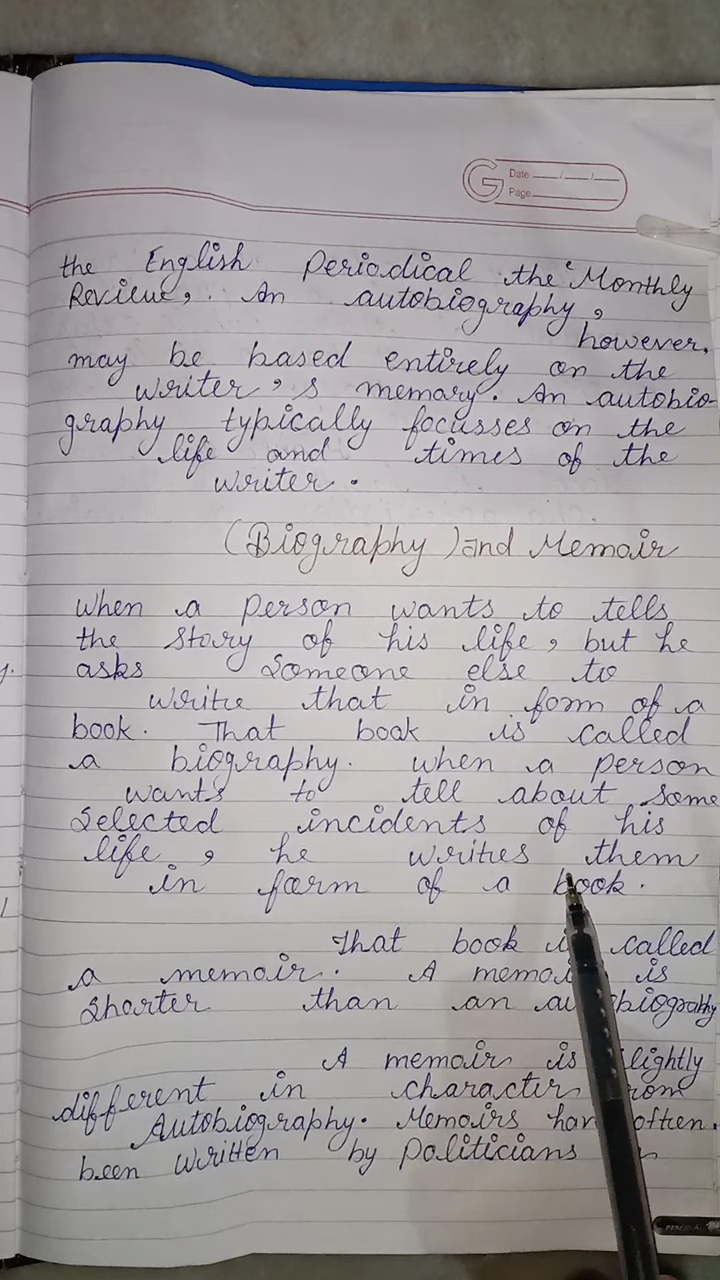 Date ___/___/___
Page
the English Periodical the "Monthly
Review,. An autobiography,
however.
may be based entirely on the
writer's memory. An autobio-
graphy typically focusses on the
life and times of the
writer.
(Biography) and Memoir
When a person wants to tells
the story of his life, but he
asks someone else to
write that in form of a
book. That book is called
a biography. When a person
wants to tell about some
Selected incidents of his
life, he writes them
in form of a book.
That book is called
a memoir. A memoir is
Shorter than an autobiography
A memoir is slightly
different in character from
Autobiography. Memoirs have often.
been written by politicians